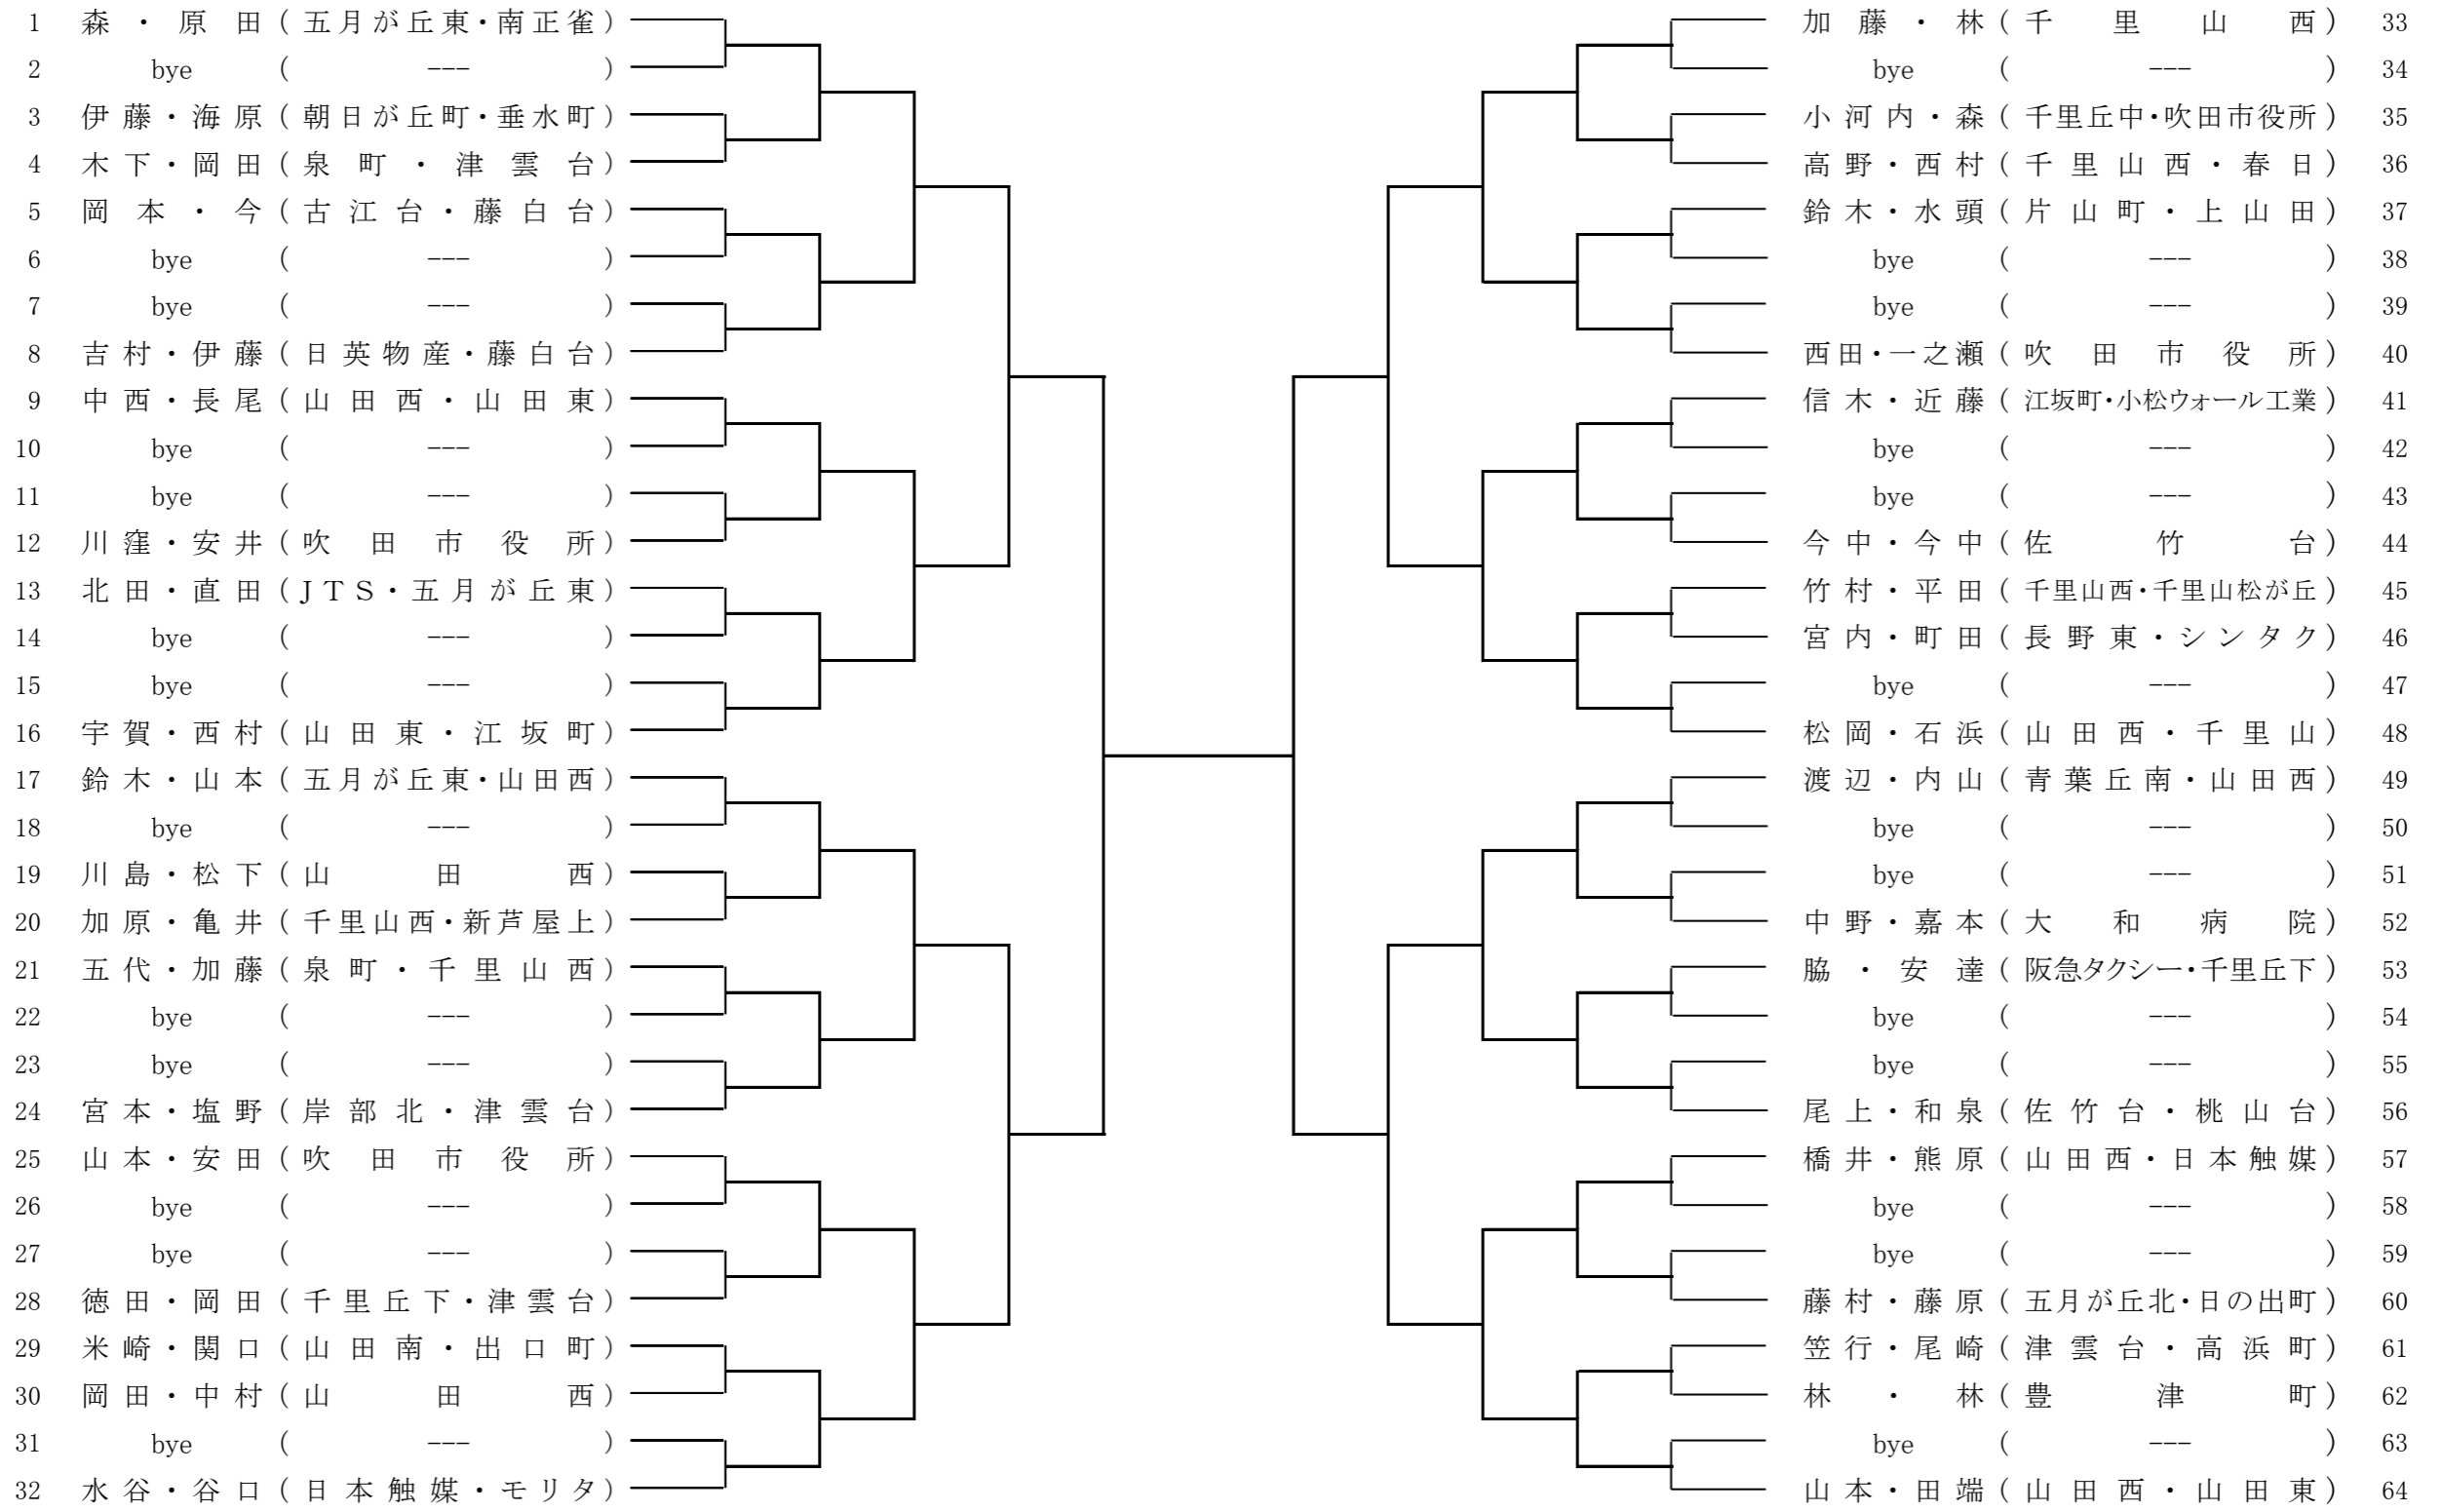 1 森・原田(五月が丘東・南正雀)
2 bye ( --- )
3 伊藤・海原(朝日が丘町・垂水町)
4 木下・岡田(泉町・津雲台)
5 岡本・今(古江台・藤白台)
6 bye ( --- )
7 bye ( --- )
8 吉村・伊藤(日英物産・藤白台)
9 中西・長尾(山田西・山田東)
10 bye ( --- )
11 bye ( --- )
12 川窪・安井(吹田市役所)
13 北田・直田(JTS・五月が丘東)
14 bye ( --- )
15 bye ( --- )
16 宇賀・西村(山田東・江坂町)
17 鈴木・山本(五月が丘東・山田西)
18 bye ( --- )
19 川島・松下(山田西)
20 加原・亀井(千里山西・新芦屋上)
21 五代・加藤(泉町・千里山西)
22 bye ( --- )
23 bye ( --- )
24 宮本・塩野(岸部北・津雲台)
25 山本・安田(吹田市役所)
26 bye ( --- )
27 bye ( --- )
28 徳田・岡田(千里丘下・津雲台)
29 米崎・関口(山田南・出口町)
30 岡田・中村(山田西)
31 bye ( --- )
32 水谷・谷口(日本触媒・モリタ)
加藤・林(千里山西) 33
bye ( --- ) 34
小河内・森(千里丘中・吹田市役所) 35
高野・西村(千里山西・春日) 36
鈴木・水頭(片山町・上山田) 37
bye ( --- ) 38
bye ( --- ) 39
西田・一之瀬(吹田市役所) 40
信木・近藤(江坂町・小松ウォール工業) 41
bye ( --- ) 42
bye ( --- ) 43
今中・今中(佐竹台) 44
竹村・平田(千里山西・千里山松が丘) 45
宮内・町田(長野東・シンタク) 46
bye ( --- ) 47
松岡・石浜(山田西・千里山) 48
渡辺・内山(青葉丘南・山田西) 49
bye ( --- ) 50
bye ( --- ) 51
中野・嘉本(大和病院) 52
脇・安達(阪急タクシー・千里丘下) 53
bye ( --- ) 54
bye ( --- ) 55
尾上・和泉(佐竹台・桃山台) 56
橋井・熊原(山田西・日本触媒) 57
bye ( --- ) 58
bye ( --- ) 59
藤村・藤原(五月が丘北・日の出町) 60
笠行・尾崎(津雲台・高浜町) 61
林・林(豊津町) 62
bye ( --- ) 63
山本・田端(山田西・山田東) 64